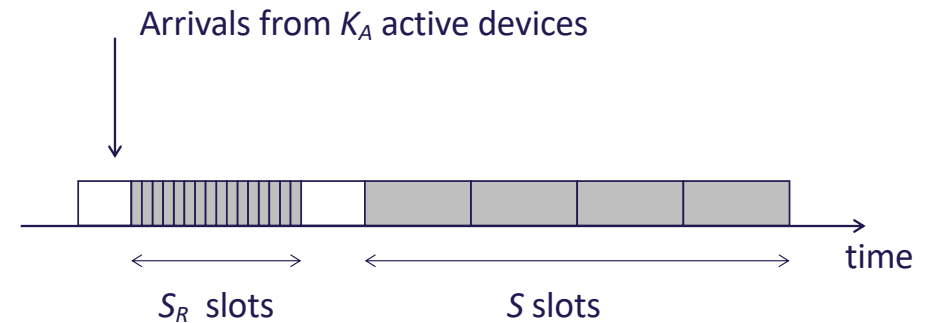 Arrivals from K_A active devices
time
S_R slots
S slots